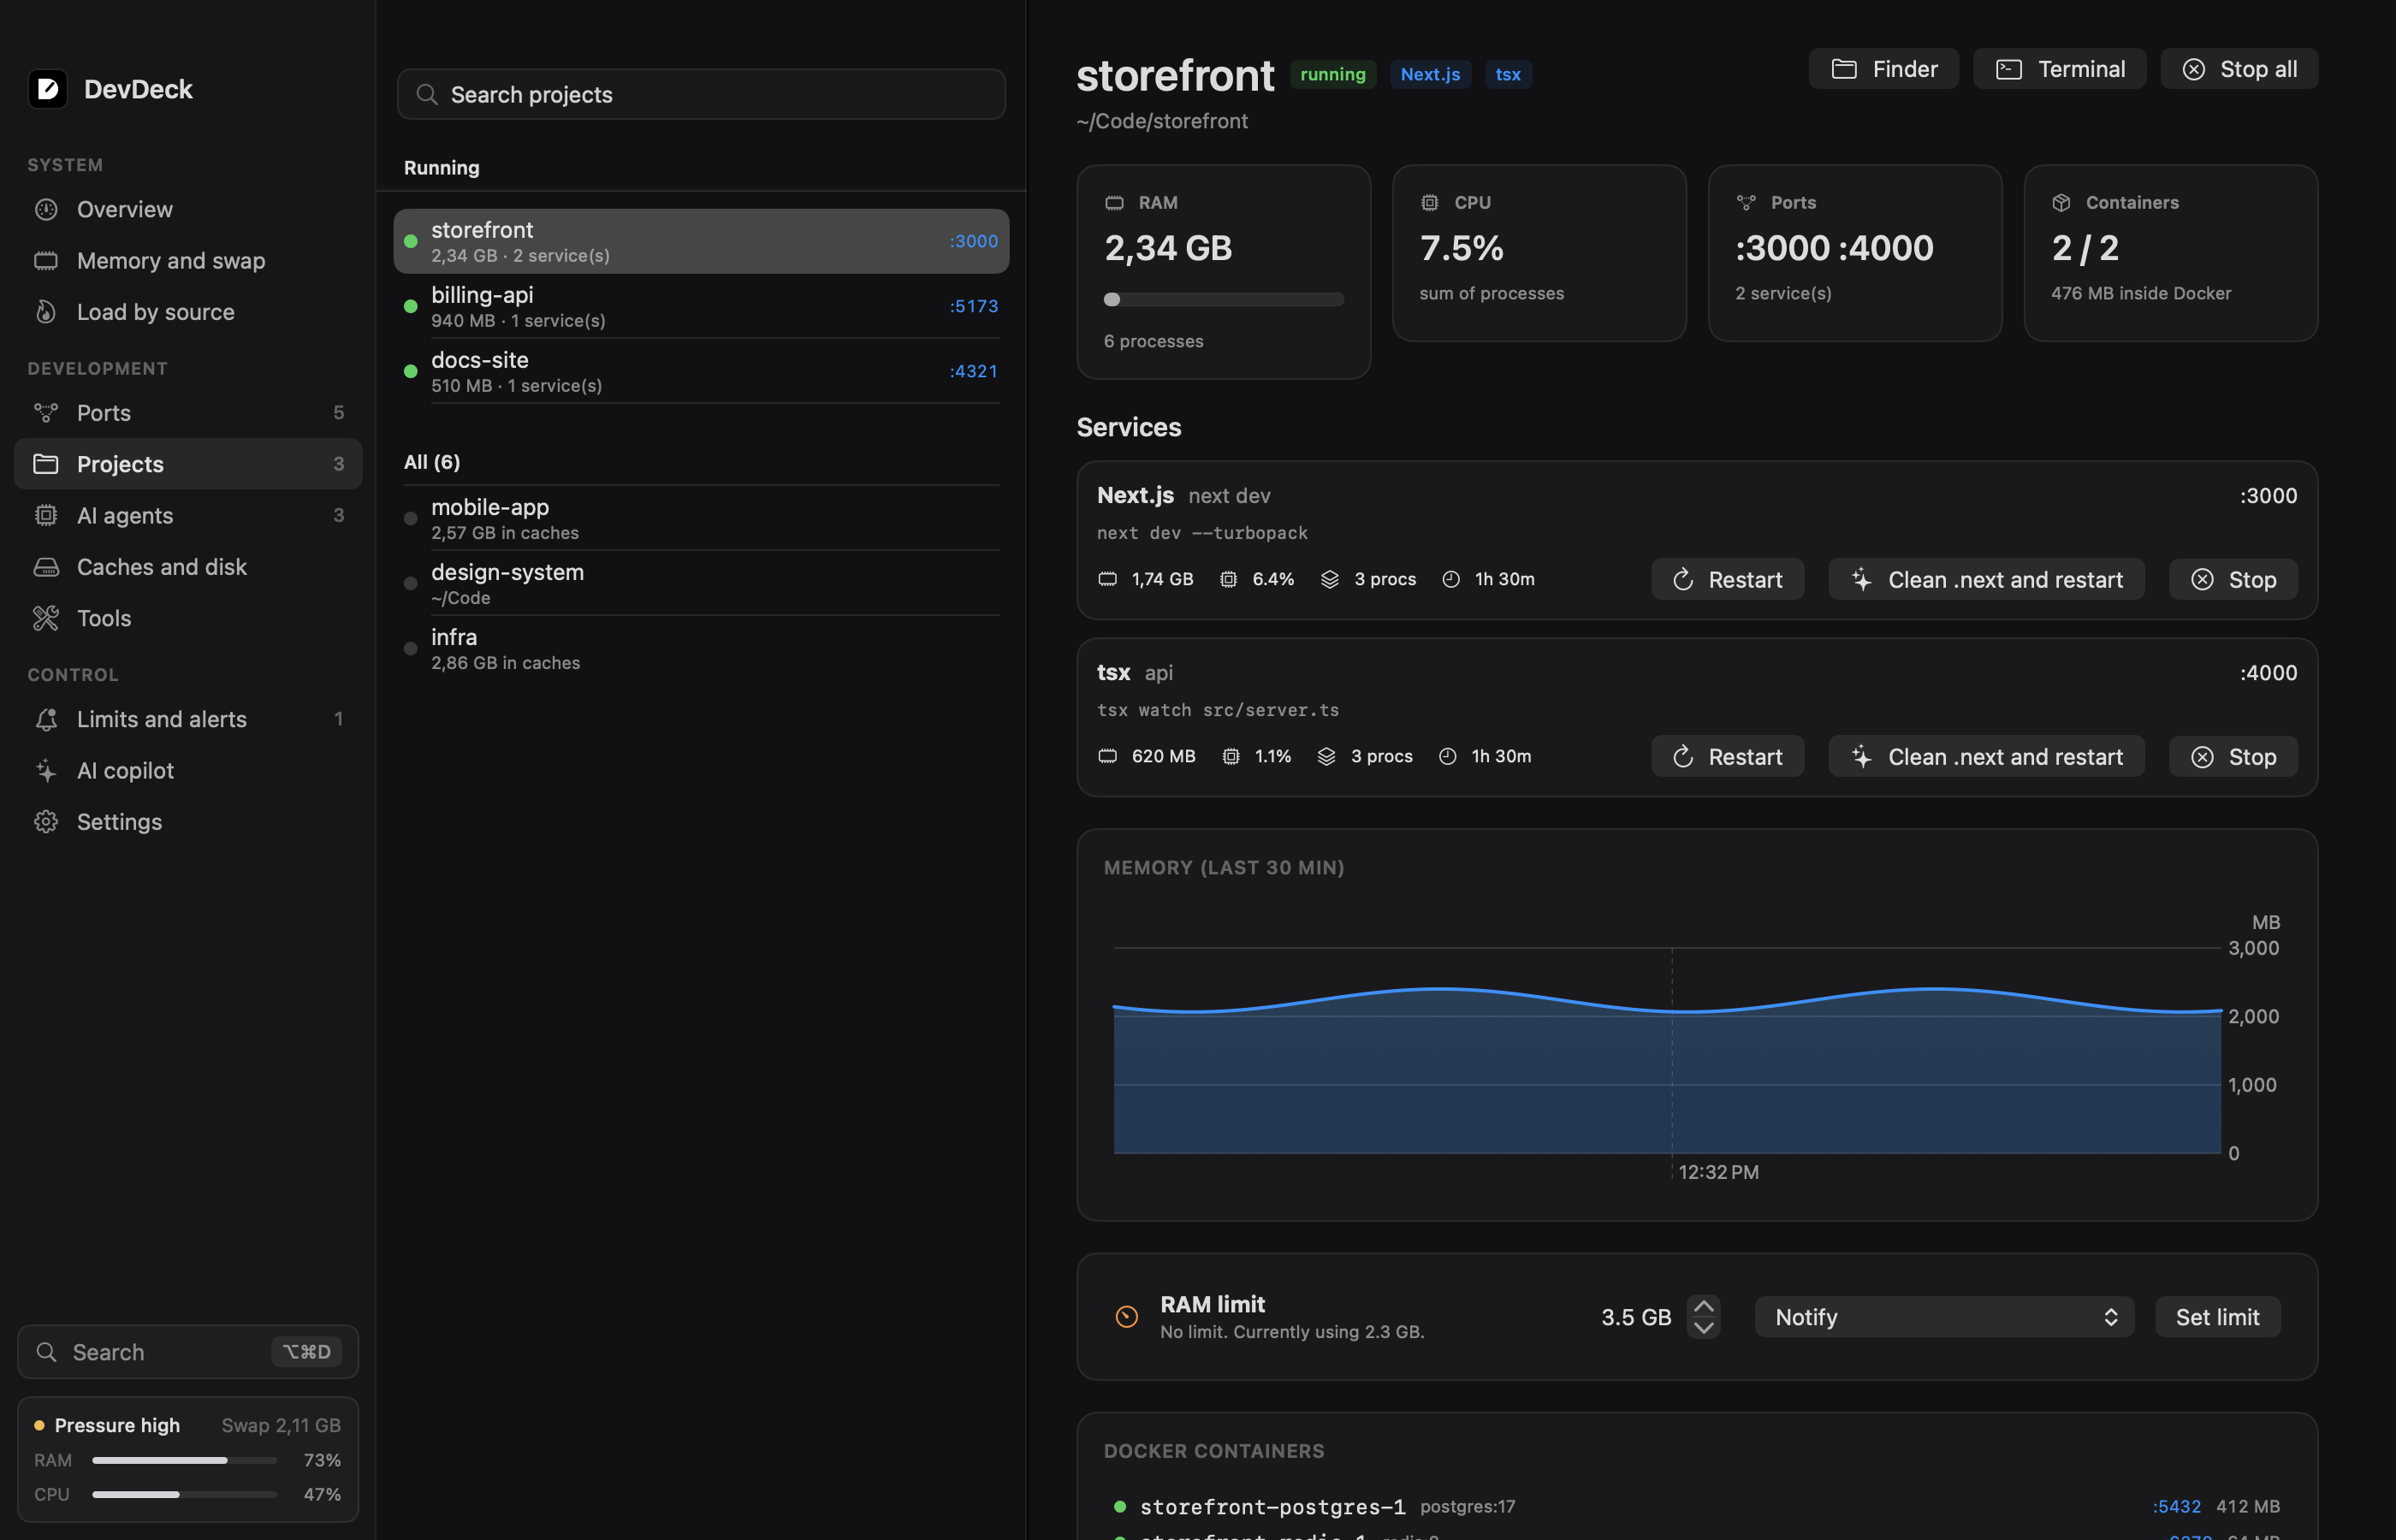 DevDeck
SYSTEM
Overview
Memory and swap
Load by source
DEVELOPMENT
Ports 5
Projects 3
AI agents 3
Caches and disk
Tools
CONTROL
Limits and alerts 1
AI copilot
Settings
Search ⌥⌘D
Pressure high Swap 2,11 GB
RAM 73%
CPU 47%
Search projects
Running
storefront :3000
2,34 GB · 2 service(s)
billing-api :5173
940 MB · 1 service(s)
docs-site :4321
510 MB · 1 service(s)
All (6)
mobile-app
2,57 GB in caches
design-system
~/Code
infra
2,86 GB in caches
storefront running Next.js tsx
~/Code/storefront
Finder Terminal Stop all
RAM
2,34 GB
6 processes
CPU
7.5%
sum of processes
Ports
:3000 :4000
2 service(s)
Containers
2 / 2
476 MB inside Docker
Services
Next.js next dev :3000
next dev --turbopack
1,74 GB 6.4% 3 procs 1h 30m Restart Clean .next and restart Stop
tsx api :4000
tsx watch src/server.ts
620 MB 1.1% 3 procs 1h 30m Restart Clean .next and restart Stop
MEMORY (LAST 30 MIN)
MB
3,000
2,000
1,000
0
12:32 PM
RAM limit
No limit. Currently using 2.3 GB.
3.5 GB Notify Set limit
DOCKER CONTAINERS
storefront-postgres-1 postgres:17 :5432 412 MB